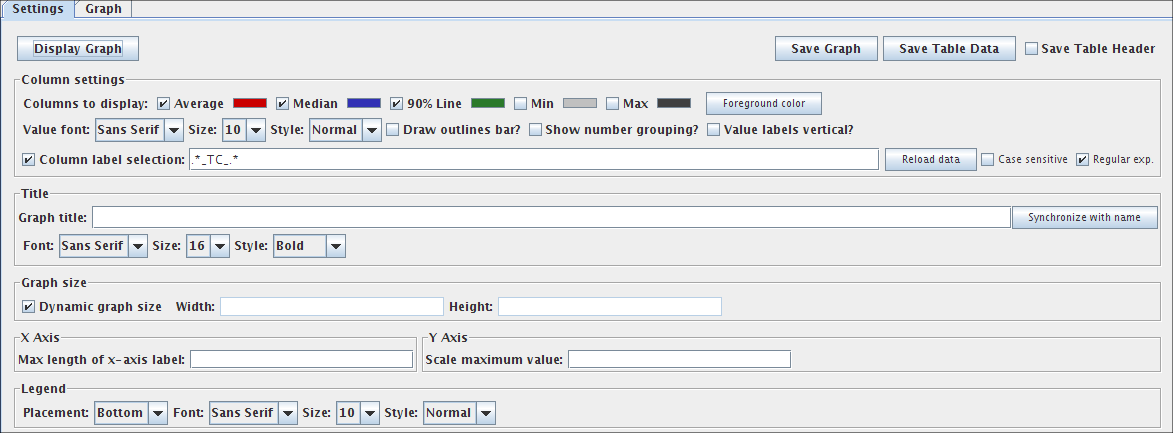 Settings Graph
Display Graph Save Graph Save Table Data Save Table Header
Column settings
Columns to display: Average Median 90% Line Min Max Foreground color
Value font: Sans Serif Size: 10 Style: Normal Draw outlines bar? Show number grouping? Value labels vertical?
Column label selection: .*_TC_.* Reload data Case sensitive Regular exp.
Title
Graph title: Synchronize with name
Font: Sans Serif Size: 16 Style: Bold
Graph size
Dynamic graph size Width: Height:
X Axis Y Axis
Max length of x-axis label: Scale maximum value:
Legend
Placement: Bottom Font: Sans Serif Size: 10 Style: Normal